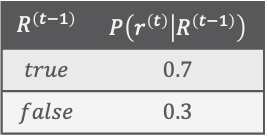 R^(t−1) P(r^(t)|R^(t−1))
true 0.7
false 0.3